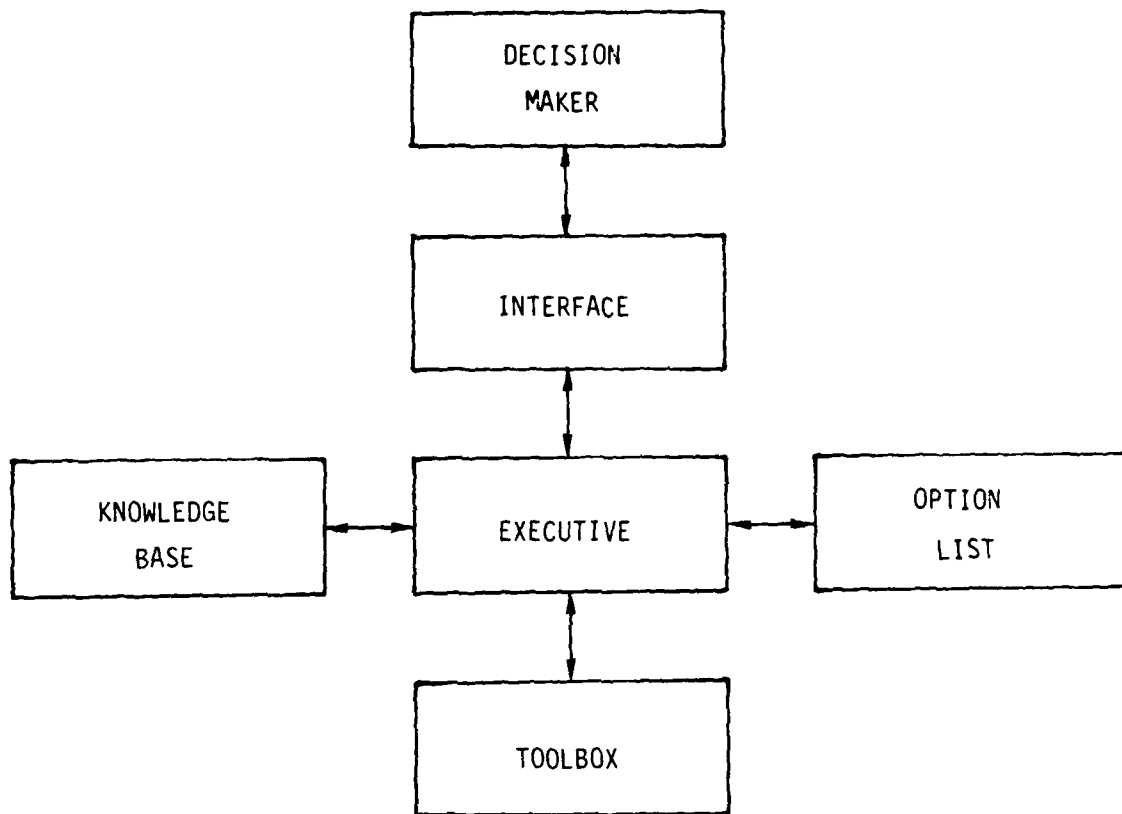 DECISION
MAKER
INTERFACE
KNOWLEDGE
BASE
EXECUTIVE
OPTION
LIST
TOOLBOX